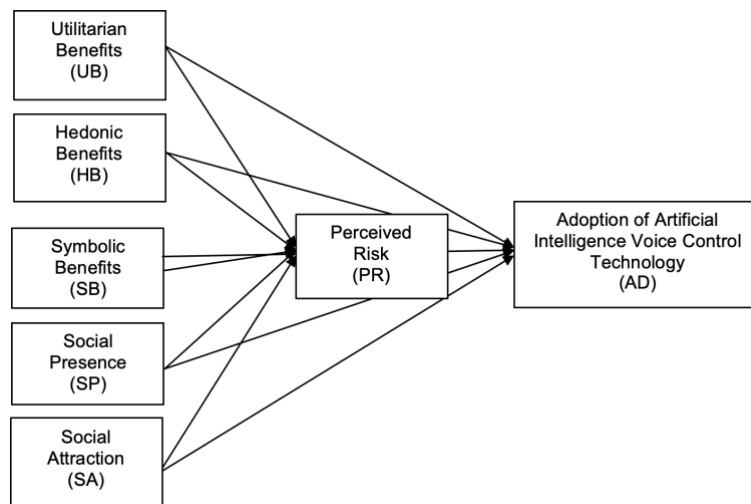 Utilitarian
Benefits
(UB)
Hedonic
Benefits
(HB)
Symbolic
Benefits
(SB)
Social
Presence
(SP)
Social
Attraction
(SA)
Perceived
Risk
(PR)
Adoption of Artificial
Intelligence Voice Control
Technology
(AD)